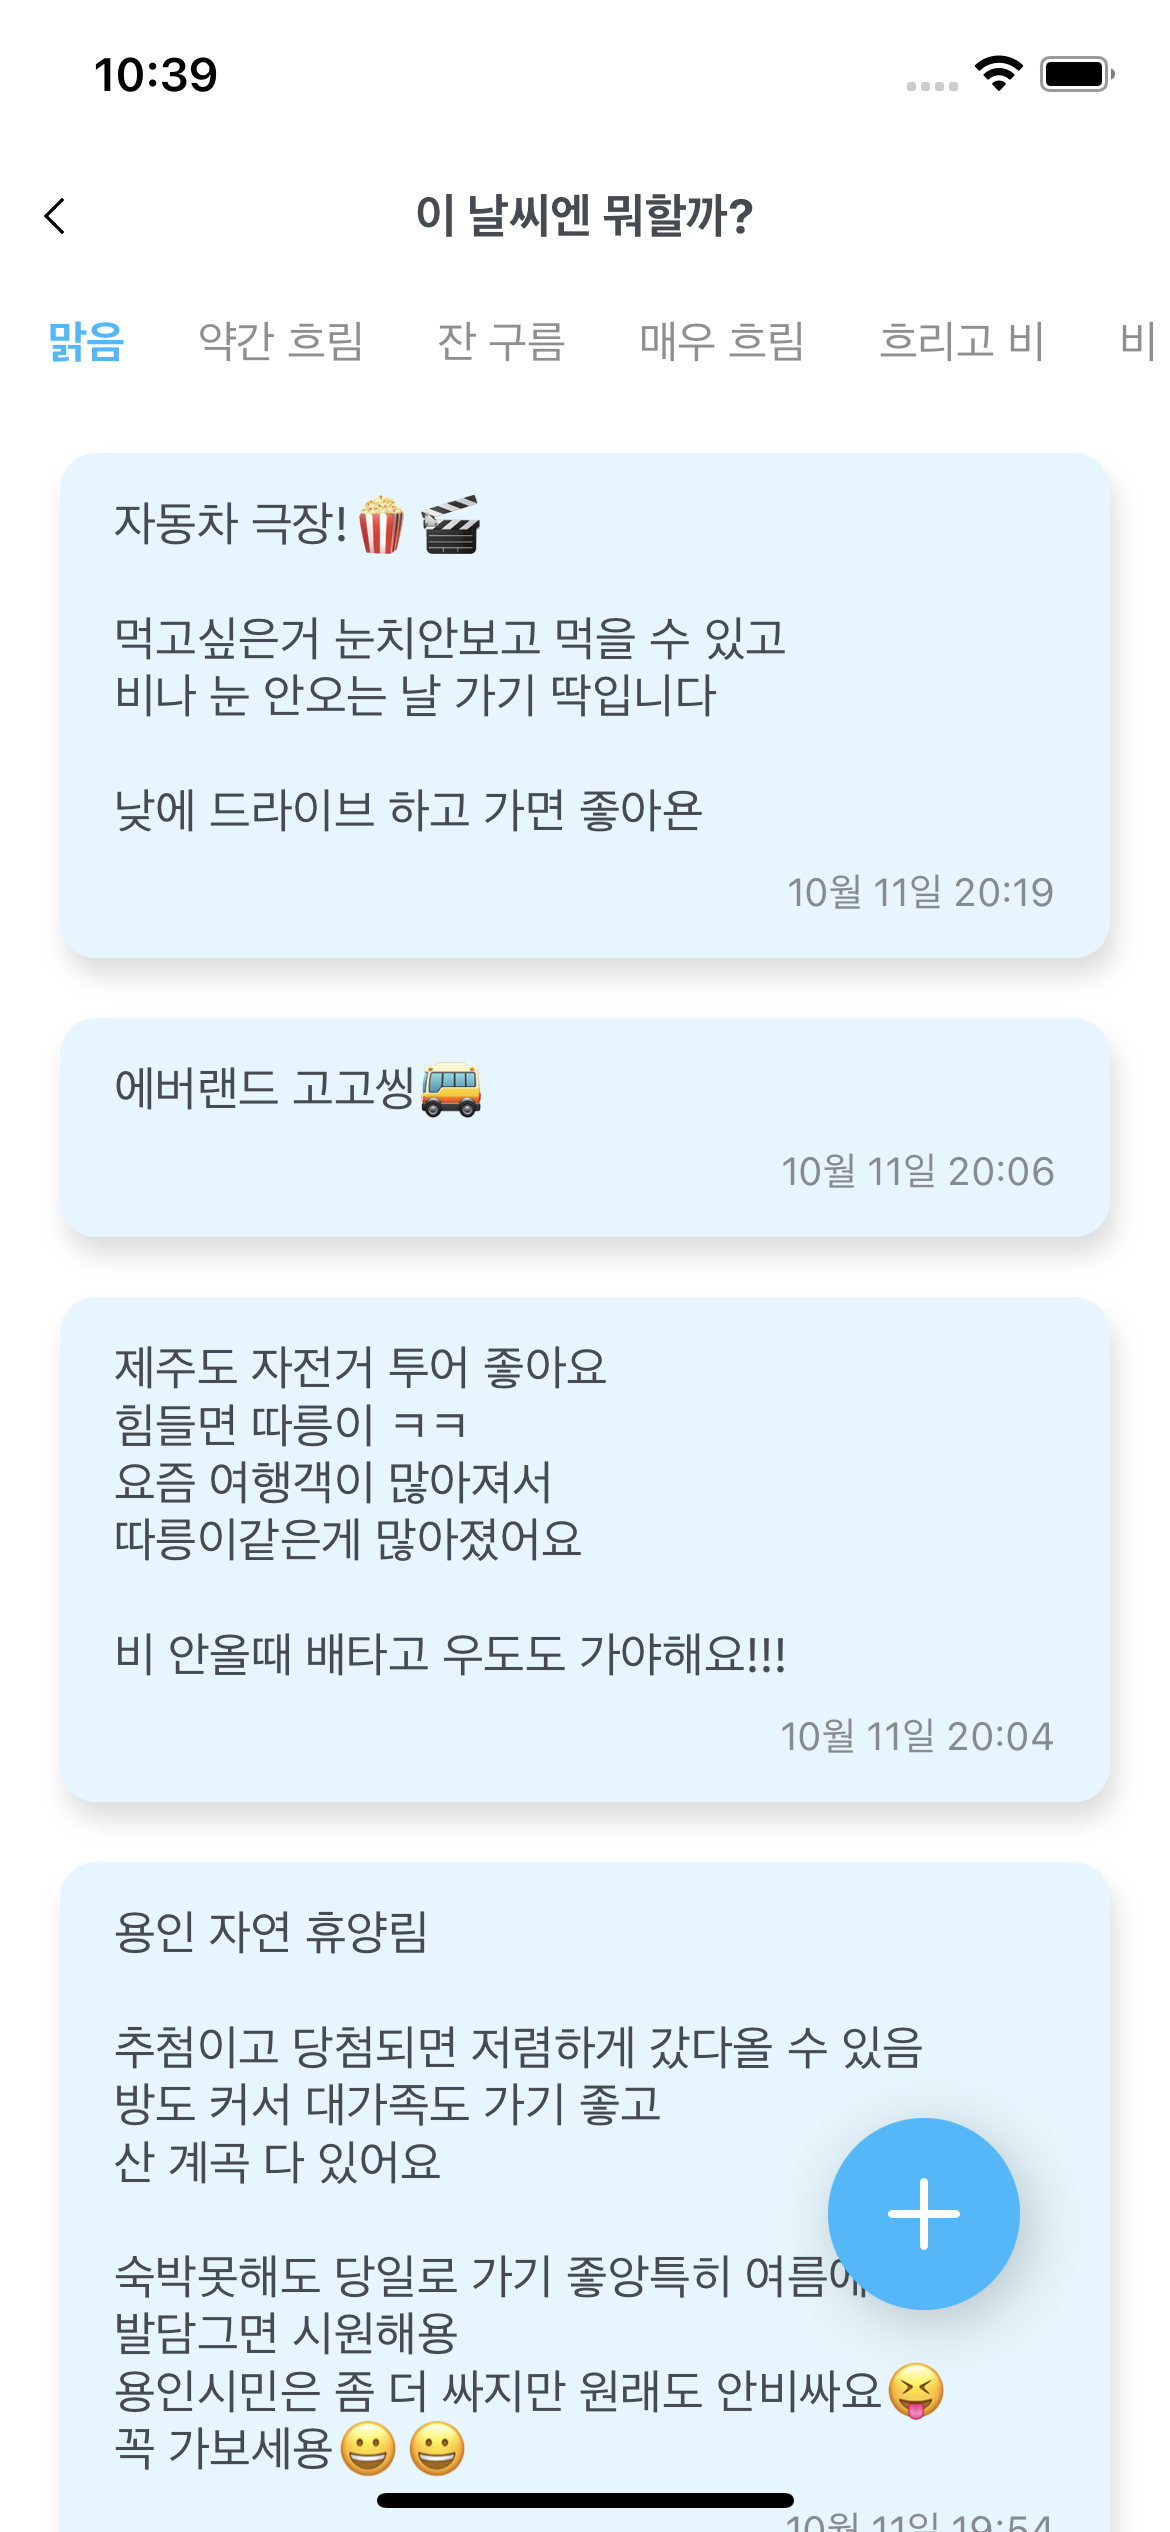 10:39
이 날씨엔 뭐할까?
맑음 약간 흐림 잔 구름 매우 흐림 흐리고 비 비
자동차 극장!🍿🎬
먹고싶은거 눈치안보고 먹을 수 있고
비나 눈 안오는 날 가기 딱입니다
낮에 드라이브 하고 가면 좋아욘
10월 11일 20:19
에버랜드 고고씽🚐
10월 11일 20:06
제주도 자전거 투어 좋아요
힘들면 따릉이 ㅋㅋ
요즘 여행객이 많아져서
따릉이같은게 많아졌어요
비 안올때 배타고 우도도 가야해요!!!
10월 11일 20:04
용인 자연 휴양림
추첨이고 당첨되면 저렴하게 갔다올 수 있음
방도 커서 대가족도 가기 좋고
산 계곡 다 있어요
숙박못해도 당일로 가기 좋앙특히 여름에
발담그면 시원해용
용인시민은 좀 더 싸지만 원래도 안비싸요😝
꼭 가보세용😀😀
10월 11일 19:54